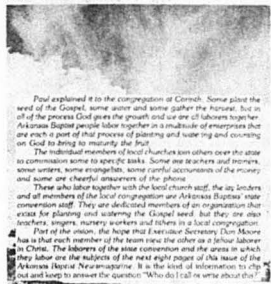 Paul explained it to the congregation at Corinth. Some plant the
seed of the Gospel, some water and some gather the harvest, but in
all of the process God gives the growth and we are all laborers together.
Arkansas Baptist people labor together in a multitude of enterprises that
are each a part of that process of planting and watering and counting
on God to bring to maturity the fruit.
The individual members of local churches join others over the state
to commission some to specific tasks. Some are teachers and trainers,
some writers, some evangelists, some careful accountants of the money
and some are cheerful answerers of the phone.
These who labor together with the local church staff, the lay leaders
and all members of the local congregation are Arkansas Baptists' state
convention staff. They are dedicated members of an organization that
exists for planting and watering the Gospel seed but they are also
teachers, singers, nursery workers and tithers in a local congregation.
Part of the union, the hope that Executive Secretary Don Moore
has is that each member of the team view the other as a fellow laborer
in Christ. The laborers of the state convention and the areas in which
they labor are the subjects of the next eight pages of this issue of the
Arkansas Baptist Newsmagazine. It is the kind of information to clip
out and keep to answer the question "Who do I call or write about this?"